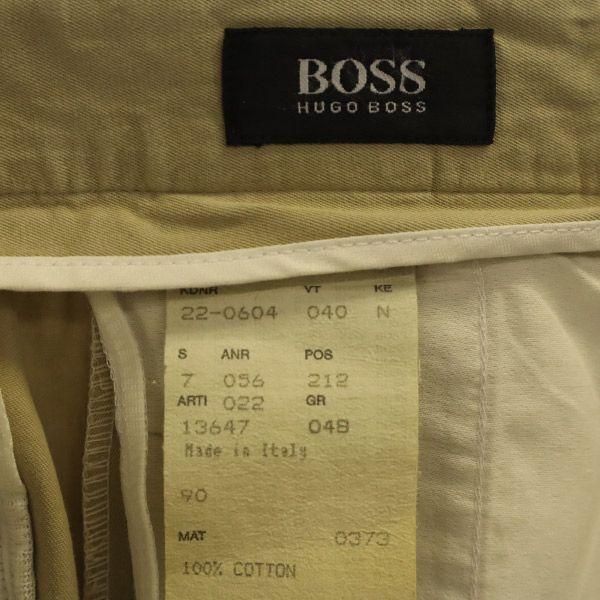 BOSS
HUGO BOSS
KDNR VT KE
22-0604 040 N
S ANR POS
7 056 212
ARTI 022 GR
13647 048
Made in Italy
90
MAT 0373
100% COTTON